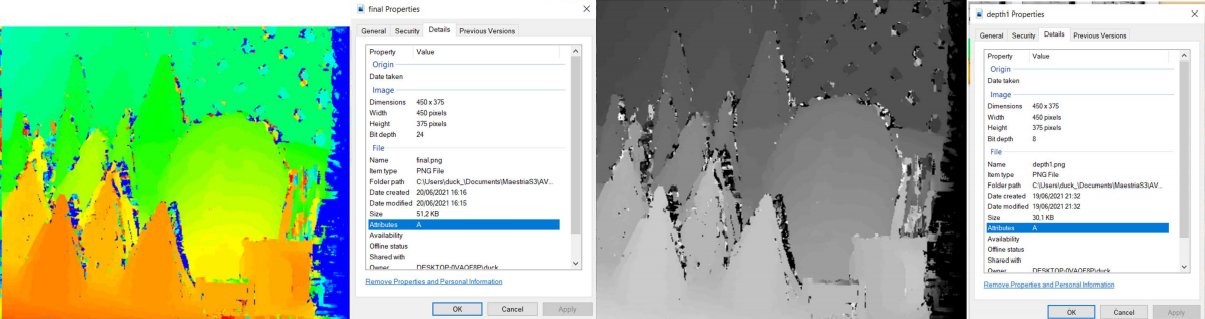 final Properties
General Security Details Previous Versions
Property Value
Origin
Date taken
Image
Dimensions 450 x 375
Width 450 pixels
Height 375 pixels
Bit depth 24
File
Name final.png
Item type PNG File
Folder path C:\Users\duck_\Documents\MaestriaS3\AV...
Date created 20/06/2021 16:16
Date modified 20/06/2021 16:15
Size 51,2 KB
Attributes A
Availability
Offline status
Shared with
Owner DESKTOP-0VAOF8P\duck
Remove Properties and Personal Information
OK Cancel Apply
depth1 Properties
General Security Details Previous Versions
Property Value
Origin
Date taken
Image
Dimensions 450 x 375
Width 450 pixels
Height 375 pixels
Bit depth 8
File
Name depth1.png
Item type PNG File
Folder path C:\Users\duck_\Documents\MaestriaS3\AV...
Date created 19/06/2021 21:32
Date modified 19/06/2021 21:32
Size 30,1 KB
Attributes A
Availability
Offline status
Shared with
Owner DESKTOP-0VAOF8P\duck
Remove Properties and Personal Information
OK Cancel Apply